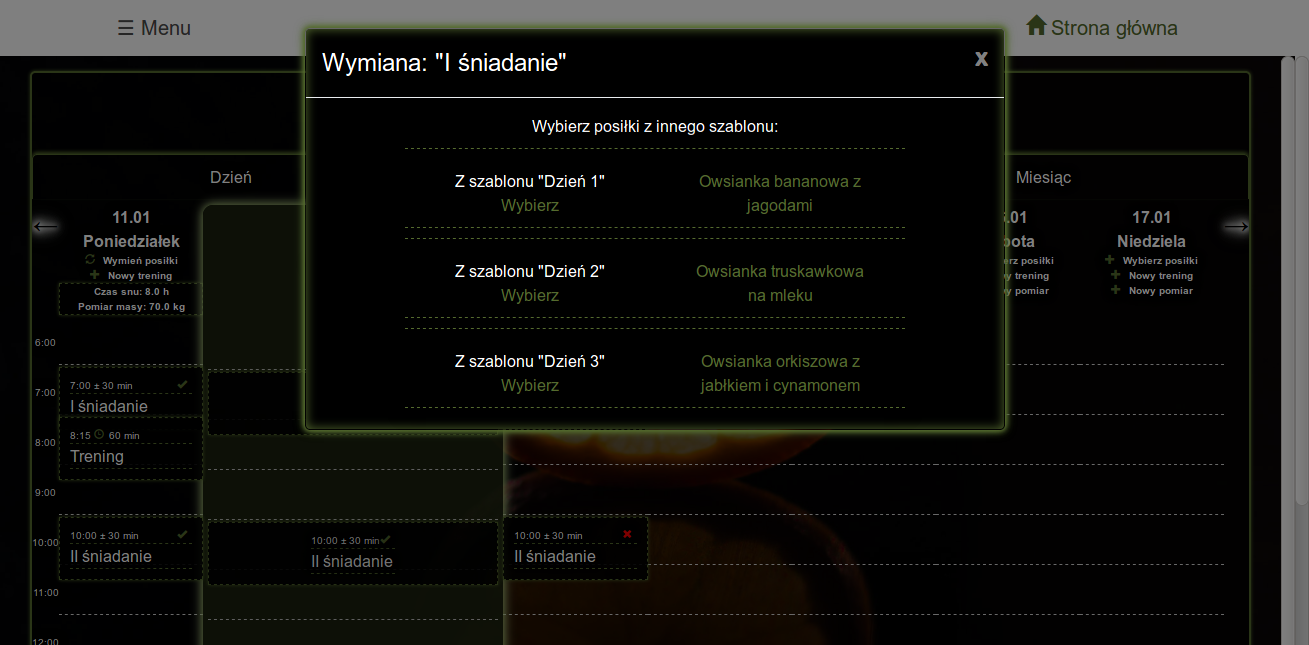 ☰ Menu
Strona główna
Wymiana: "I śniadanie"
X
Wybierz posiłki z innego szablonu:
Z szablonu "Dzień 1"
Wybierz
Owsianka bananowa z
jagodami
Z szablonu "Dzień 2"
Wybierz
Owsianka truskawkowa
na mleku
Z szablonu "Dzień 3"
Wybierz
Owsianka orkiszowa z
jabłkiem i cynamonem
Dzień
Miesiąc
11.01
Poniedziałek
Wymień posiłki
Nowy trening
Czas snu: 8.0 h
Pomiar masy: 70.0 kg
.01
bota
erz posiłki
y trening
y pomiar
17.01
Niedziela
Wybierz posiłki
Nowy trening
Nowy pomiar
6:00
7:00
8:00
9:00
10:00
11:00
12:00
7:00 ± 30 min
I śniadanie
8:15 60 min
Trening
10:00 ± 30 min
II śniadanie
10:00 ± 30 min
II śniadanie
10:00 ± 30 min
II śniadanie